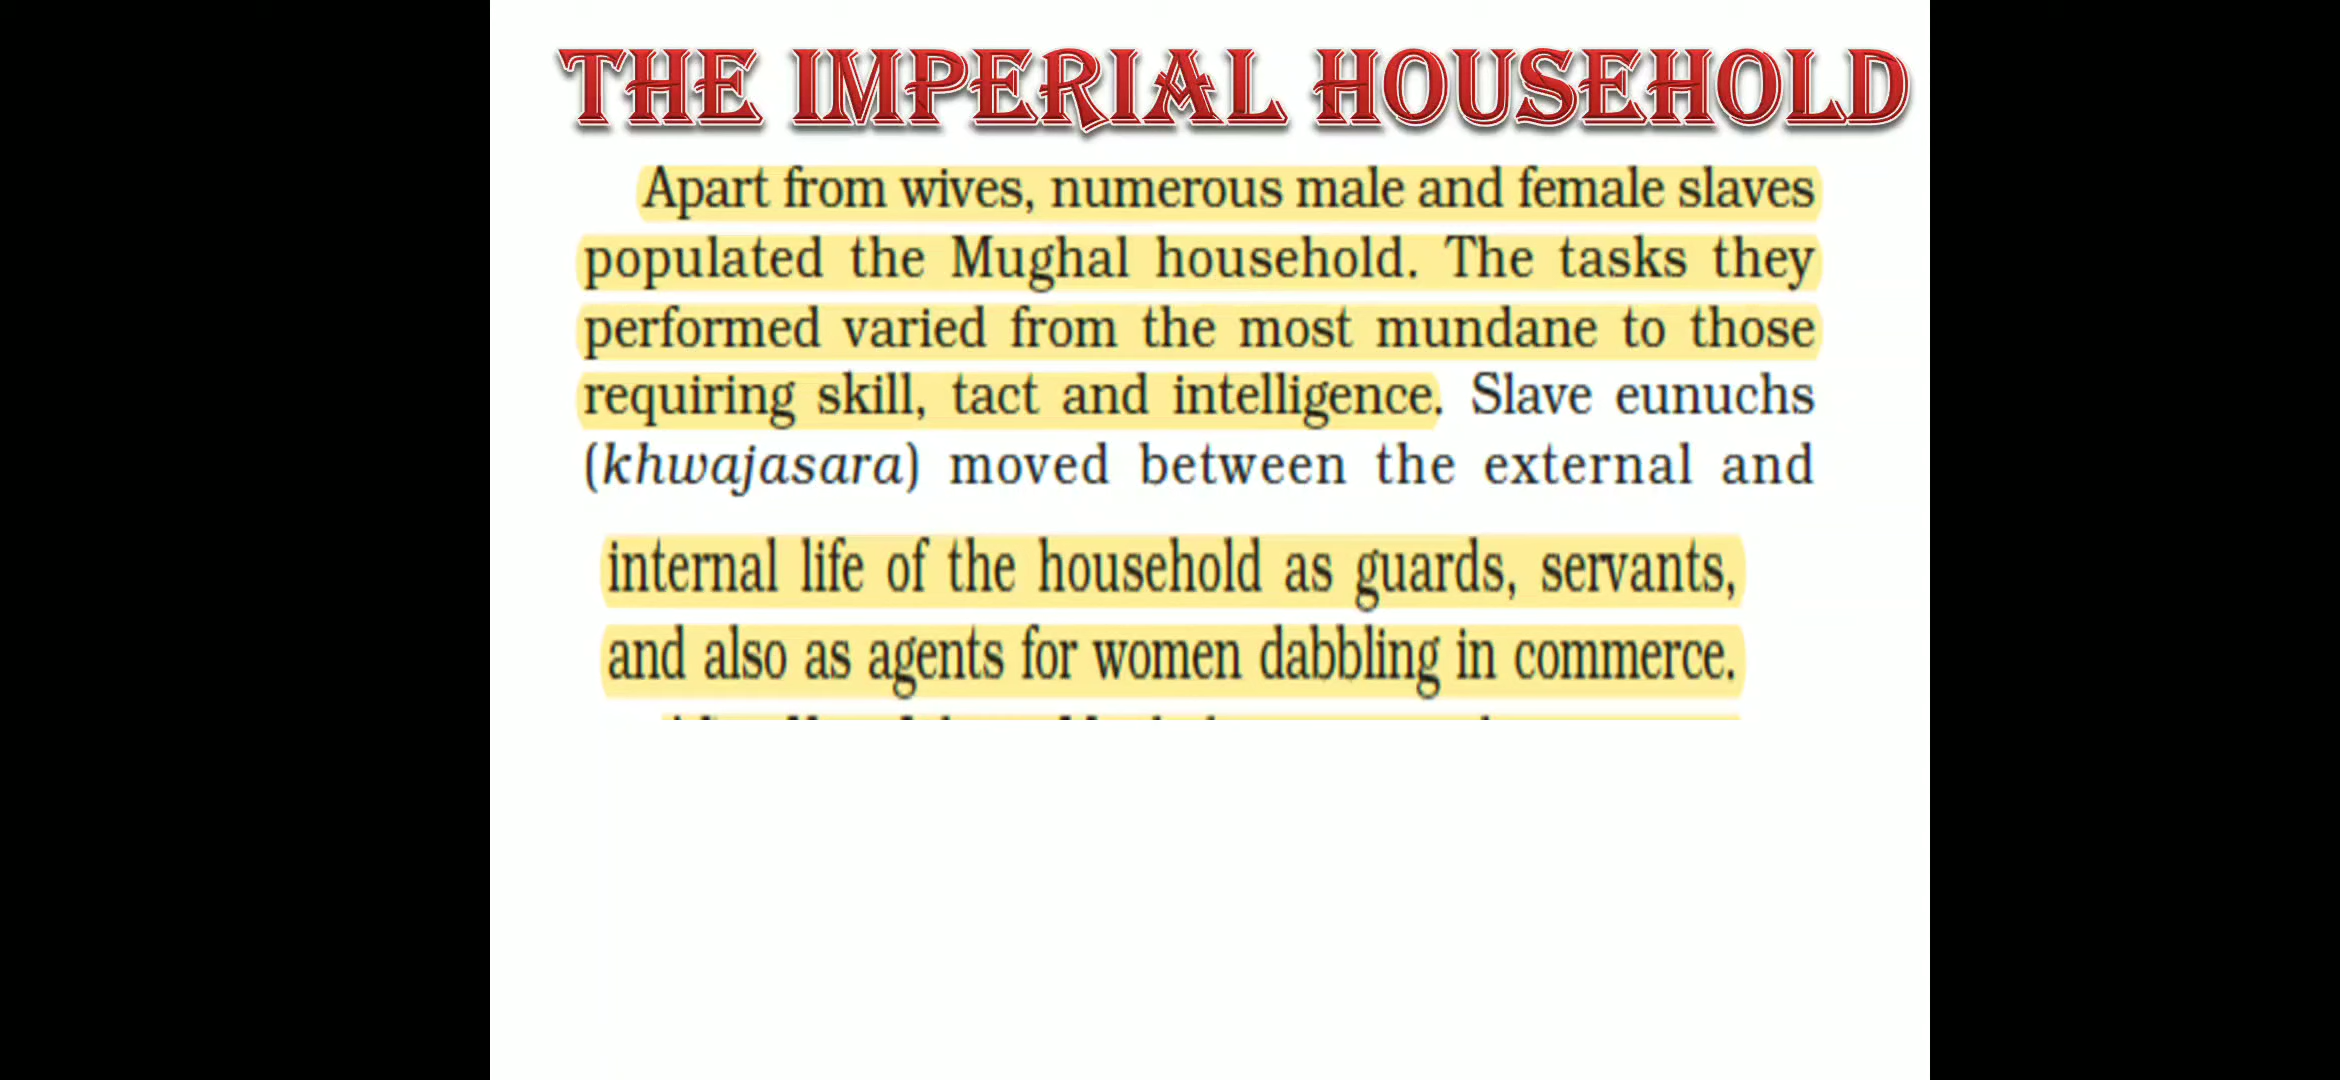 THE IMPERIAL HOUSEHOLD
Apart from wives, numerous male and female slaves
populated the Mughal household. The tasks they
performed varied from the most mundane to those
requiring skill, tact and intelligence. Slave eunuchs
(khwajasara) moved between the external and
internal life of the household as guards, servants,
and also as agents for women dabbling in commerce.